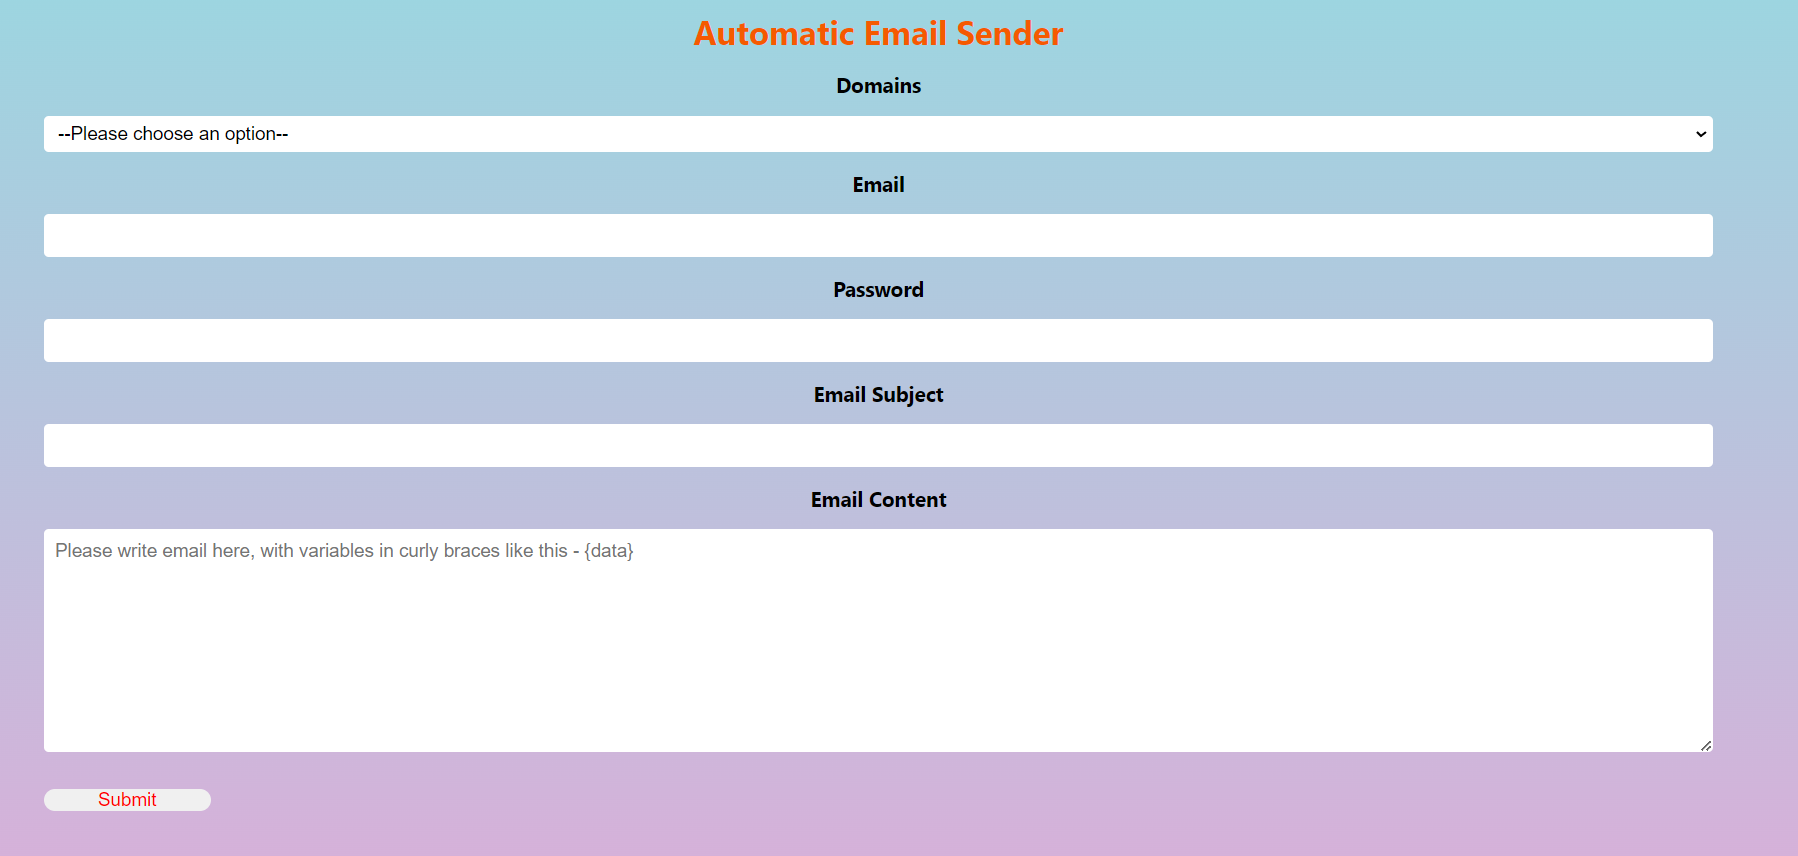 Automatic Email Sender
Domains
--Please choose an option--
Email
Password
Email Subject
Email Content
Please write email here, with variables in curly braces like this - {data}
Submit